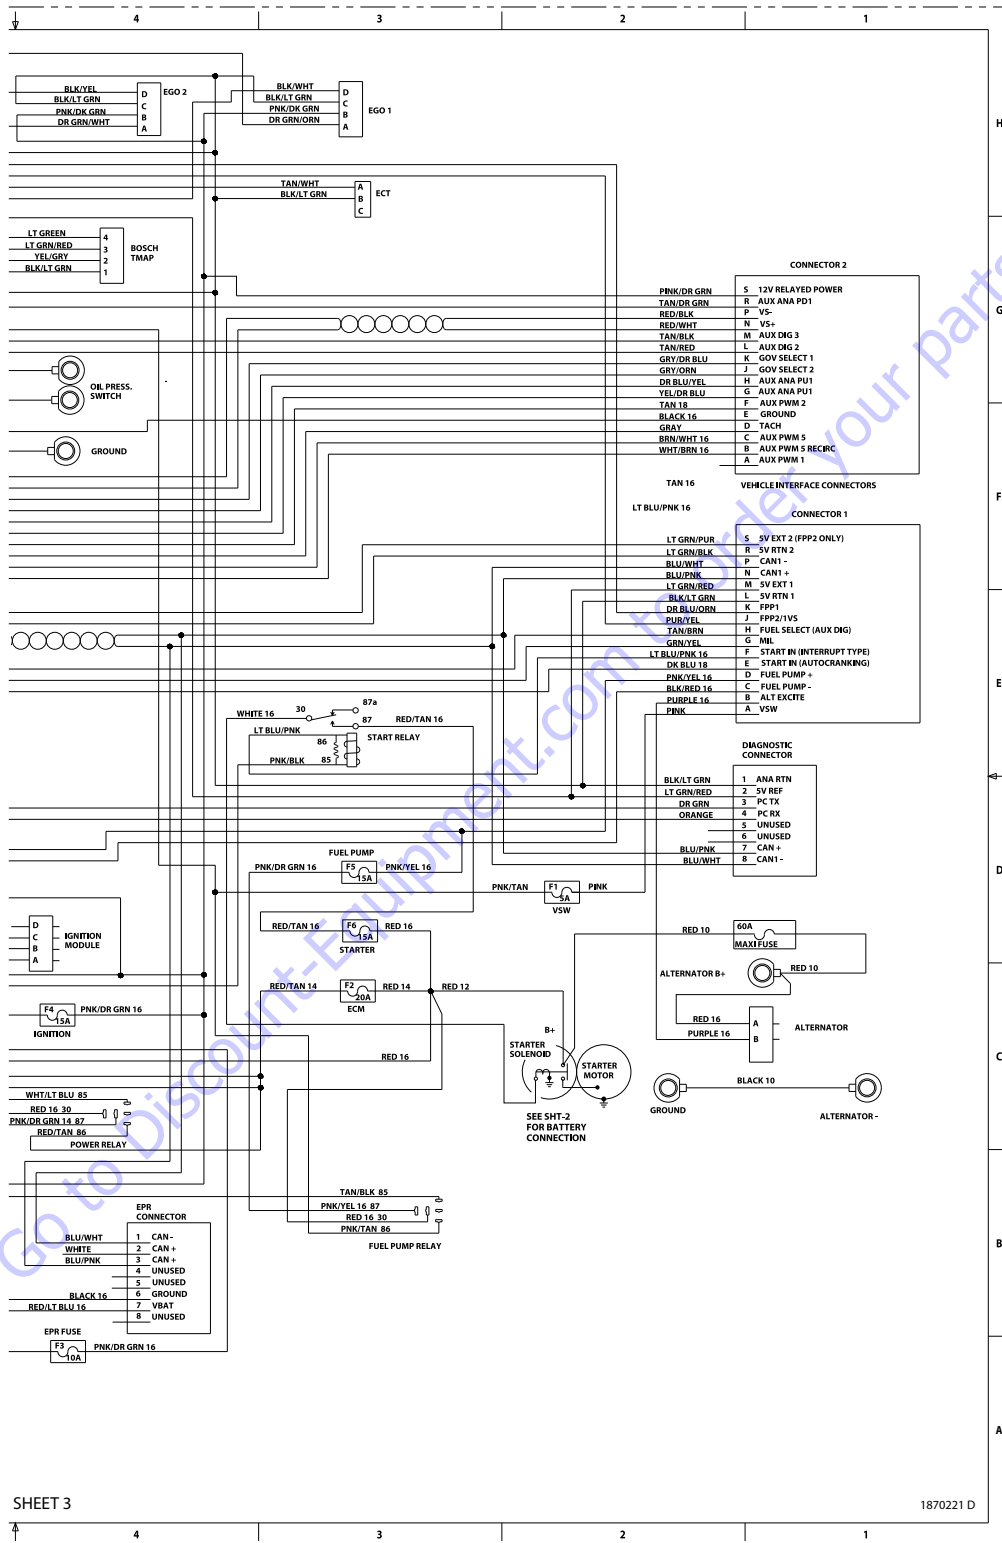 4 3 2 1
H
BLK/YEL
BLK/LT GRN
PNK/DK GRN
DR GRN/WHT
D
C
B
A
EGO 2
BLK/WHT
BLK/LT GRN
PNK/DK GRN
DR GRN/ORN
D
C
B
A
EGO 1
TAN/WHT
BLK/LT GRN
A
B
C
ECT
LT GREEN
LT GRN/RED
YEL/GRY
BLK/LT GRN
4
3
2
1
BOSCH
TMAP
G
CONNECTOR 2
PINK/DR GRN S 12V RELAYED POWER
TAN/DR GRN R AUX ANA PD1
RED/BLK P VS-
RED/WHT N VS+
TAN/BLK M AUX DIG 3
TAN/RED L AUX DIG 2
GRY/DR BLU K GOV SELECT 1
GRY/ORN J GOV SELECT 2
DR BLU/YEL H AUX ANA PU1
YEL/DR BLU G AUX ANA PU1
TAN 18 F AUX PWM 2
BLACK 16 E GROUND
GRAY D TACH
BRN/WHT 16 C AUX PWM 5
WHT/BRN 16 B AUX PWM 5 RECIRC
A AUX PWM 1
OIL PRESS.
SWITCH
GROUND
TAN 16
VEHICLE INTERFACE CONNECTORS
F
LT BLU/PNK 16
CONNECTOR 1
LT GRN/PUR S 5V EXT 2 (FPP2 ONLY)
LT GRN/BLK R 5V RTN 2
BLU/WHT P CAN1 -
BLU/PNK N CAN1 +
LT GRN/RED M 5V EXT 1
BLK/LT GRN L 5V RTN 1
DR BLU/ORN K FPP1
PUR/YEL J FPP2/1VS
TAN/BRN H FUEL SELECT (AUX DIG)
GRN/YEL G MIL
LT BLU/PNK 16 F START IN (INTERRUPT TYPE)
DK BLU 18 E START IN (AUTOCRANKING)
PNK/YEL 16 D FUEL PUMP +
BLK/RED 16 C FUEL PUMP -
PURPLE 16 B ALT EXCITE
PINK A VSW
E
WHITE 16
30
87a
87
RED/TAN 16
START RELAY
LT BLU/PNK
86
PNK/BLK
85
DIAGNOSTIC
CONNECTOR
BLK/LT GRN 1 ANA RTN
LT GRN/RED 2 5V REF
DR GRN 3 PC TX
ORANGE 4 PC RX
5 UNUSED
6 UNUSED
BLU/PNK 7 CAN +
BLU/WHT 8 CAN1 -
D
FUEL PUMP
PNK/DR GRN 16
F5
15A
PNK/YEL 16
PNK/TAN
F1
5A
PINK
VSW
RED/TAN 16
F6
15A
RED 16
STARTER
RED/TAN 14
F2
20A
RED 14
ECM
RED 12
RED 10
60A
MAXI FUSE
ALTERNATOR B+
RED 10
RED 16
PURPLE 16
A
B
ALTERNATOR
D
C
B
A
IGNITION
MODULE
F4
15A
PNK/DR GRN 16
IGNITION
C
RED 16
B+
STARTER
SOLENOID
STARTER
MOTOR
SEE SHT-2
FOR BATTERY
CONNECTION
GROUND
BLACK 10
ALTERNATOR -
WHT/LT BLU 85
RED 16 30
PNK/DR GRN 14 87
RED/TAN 86
POWER RELAY
B
TAN/BLK 85
PNK/YEL 16 87
RED 16 30
PNK/TAN 86
FUEL PUMP RELAY
EPR
CONNECTOR
BLU/WHT 1 CAN -
WHITE 2 CAN +
BLU/PNK 3 CAN +
4 UNUSED
5 UNUSED
BLACK 16 6 GROUND
RED/LT BLU 16 7 VBAT
8 UNUSED
EPR FUSE
F3
10A
PNK/DR GRN 16
A
Go to Discount-Equipment.com to order your parts
SHEET 3
1870221 D
4 3 2 1